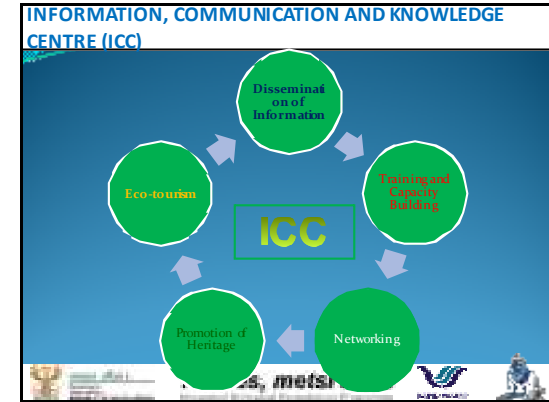 INFORMATION, COMMUNICATION AND KNOWLEDGE
CENTRE (ICC)
Disseminati
on of
Information
Training and
Capacity
Building
Networking
Promotion of
Heritage
Eco-tourism
ICC